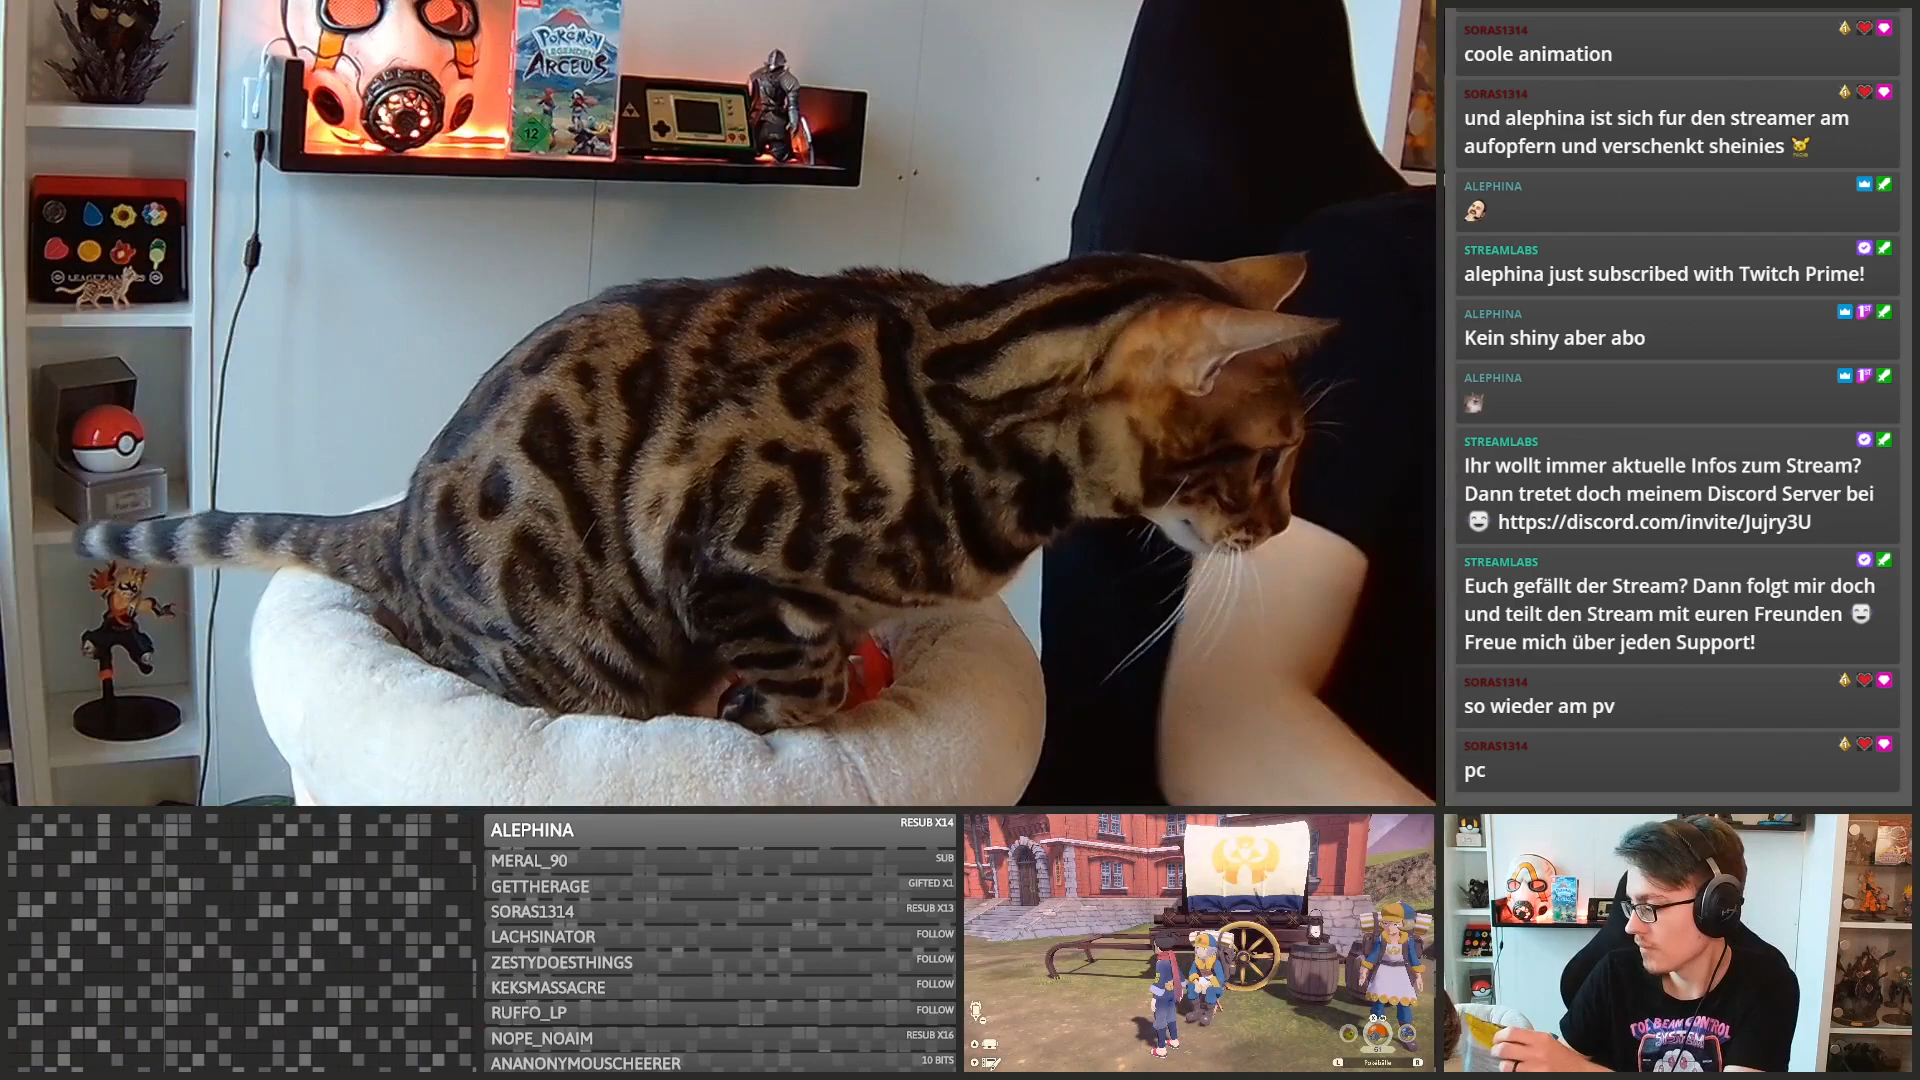 POKÉMON
LEGENDEN
ARCEUS
12
SORAS1314
coole animation
SORAS1314
und alephina ist sich fur den streamer am
aufopfern und verschenkt sheinies
ALEPHINA
STREAMLABS
alephina just subscribed with Twitch Prime!
ALEPHINA
Kein shiny aber abo
ALEPHINA
STREAMLABS
Ihr wollt immer aktuelle Infos zum Stream?
Dann tretet doch meinem Discord Server bei
https://discord.com/invite/Jujry3U
STREAMLABS
Euch gefällt der Stream? Dann folgt mir doch
und teilt den Stream mit euren Freunden
Freue mich über jeden Support!
SORAS1314
so wieder am pv
SORAS1314
pc
ALEPHINA RESUB X14
MERAL_90 SUB
GETTHERAGE GIFTED X1
SORAS1314 RESUB X13
LACHSINATOR FOLLOW
ZESTYDOESTHINGS FOLLOW
KEKSMASSACRE FOLLOW
RUFFO_LP FOLLOW
NOPE_NOAIM RESUB X16
ANANONYMOUSCHEERER 10 BITS
L Pokébälle R
BEAM CONTROL
SYSTEM